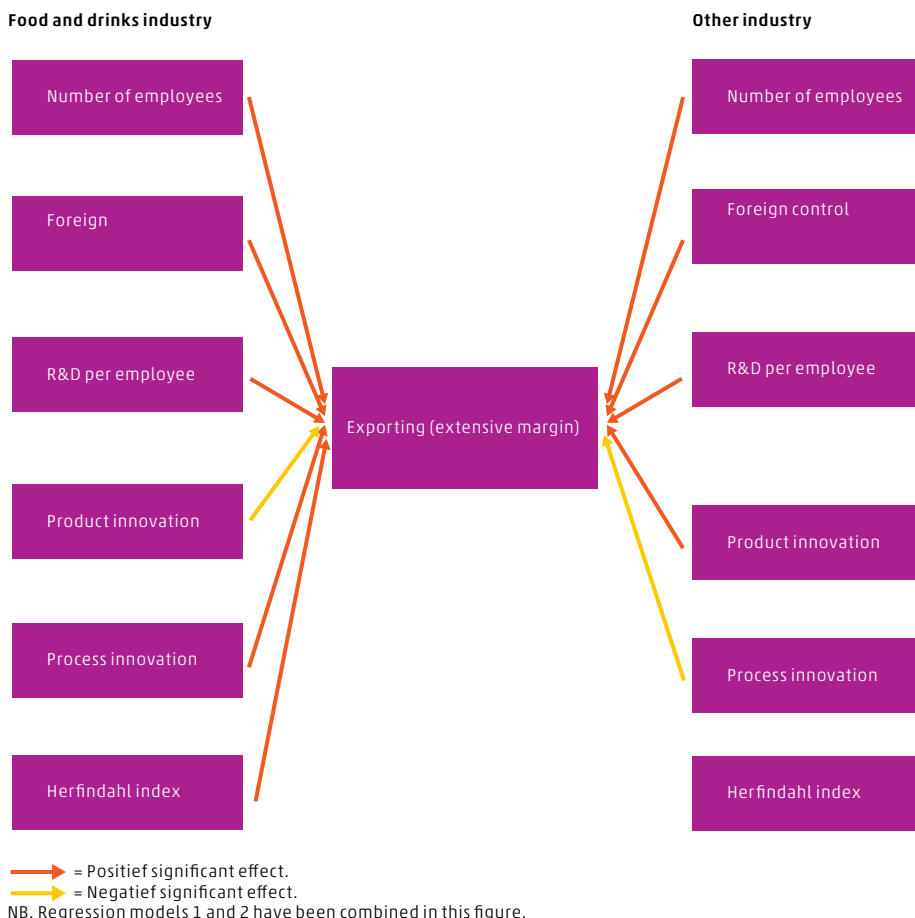 Food and drinks industry
Other industry
Number of employees
Number of employees
Foreign
Foreign control
R&D per employee
R&D per employee
Exporting (extensive margin)
Product innovation
Product innovation
Process innovation
Process innovation
Herfindahl index
Herfindahl index
= Positief significant effect.
= Negatief significant effect.
NB. Regression models 1 and 2 have been combined in this figure.